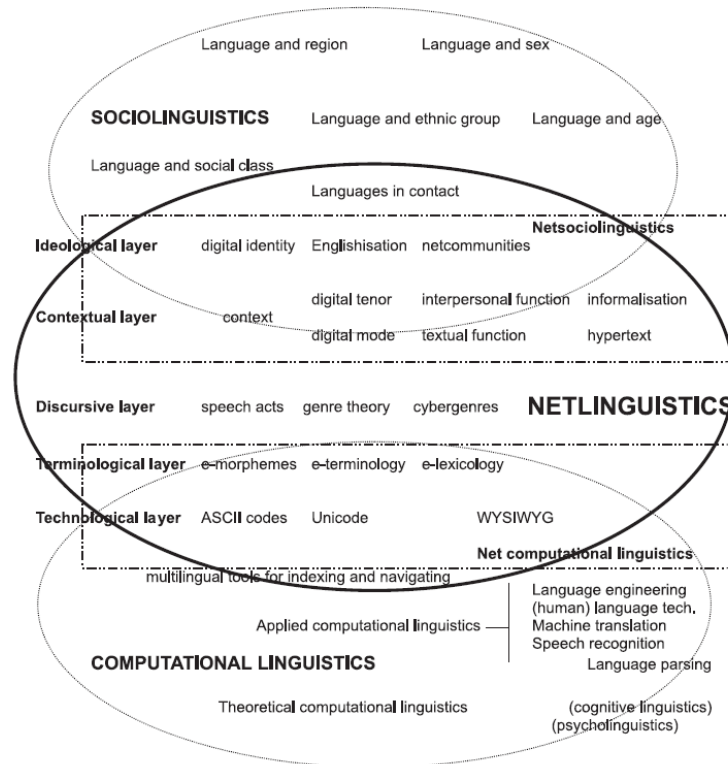 Language and region Language and sex
SOCIOLINGUISTICS Language and ethnic group Language and age
Language and social class
Languages in contact
Netsociolinguistics
Ideological layer digital identity Englishisation netcommunities
digital tenor interpersonal function informalisation
Contextual layer context
digital mode textual function hypertext
Discursive layer speech acts genre theory cybergenres NETLINGUISTICS
Terminological layer e-morphemes e-terminology e-lexicology
Technological layer ASCII codes Unicode WYSIWYG
Net computational linguistics
multilingual tools for indexing and navigating
Language engineering
(human) language tech.
Applied computational linguistics Machine translation
Speech recognition
COMPUTATIONAL LINGUISTICS Language parsing
Theoretical computational linguistics (cognitive linguistics)
(psycholinguistics)